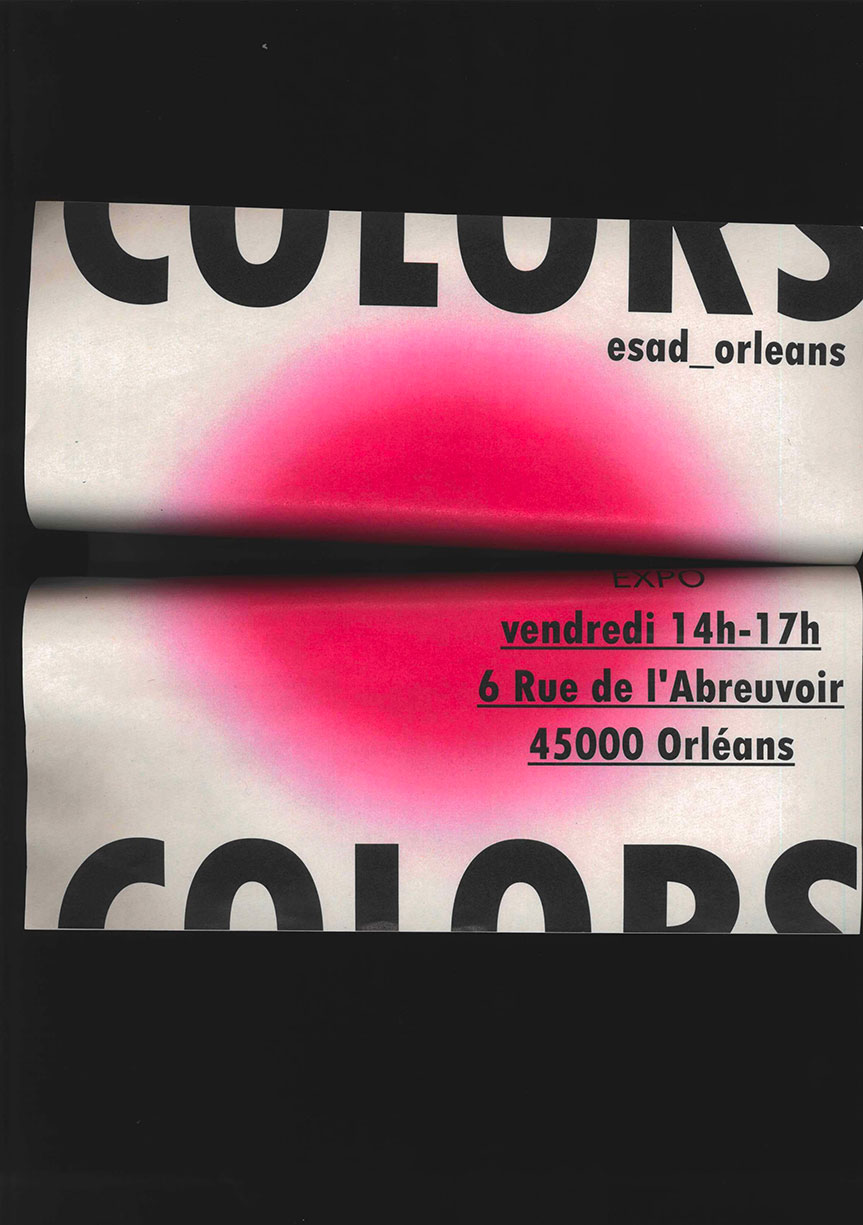 COLORS
esad_orleans
EXPO
vendredi 14h-17h
6 Rue de l'Abreuvoir
45000 Orléans
COLORS